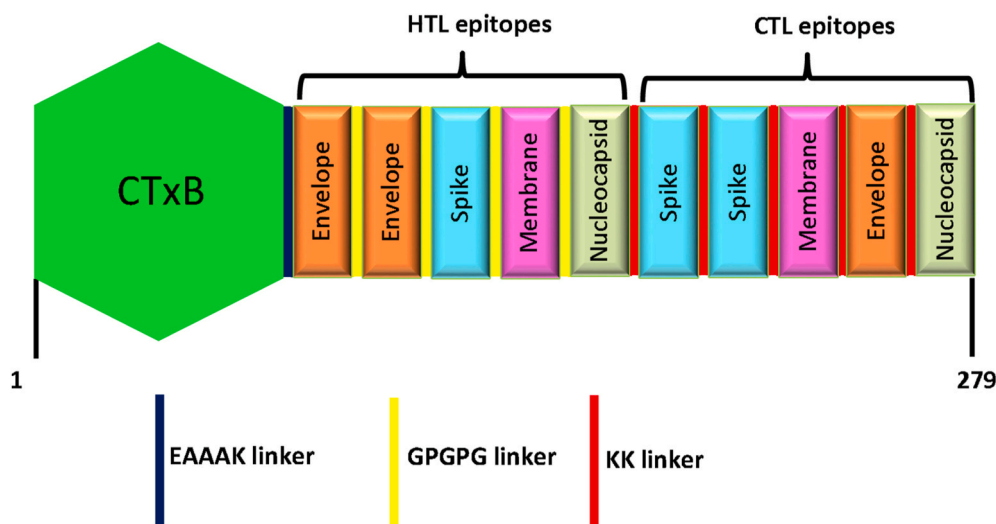 HTL epitopes
CTL epitopes
CTxB
Envelope
Envelope
Spike
Membrane
Nucleocapsid
Spike
Spike
Membrane
Envelope
Nucleocapsid
1
279
EAAAK linker
GPGPG linker
KK linker